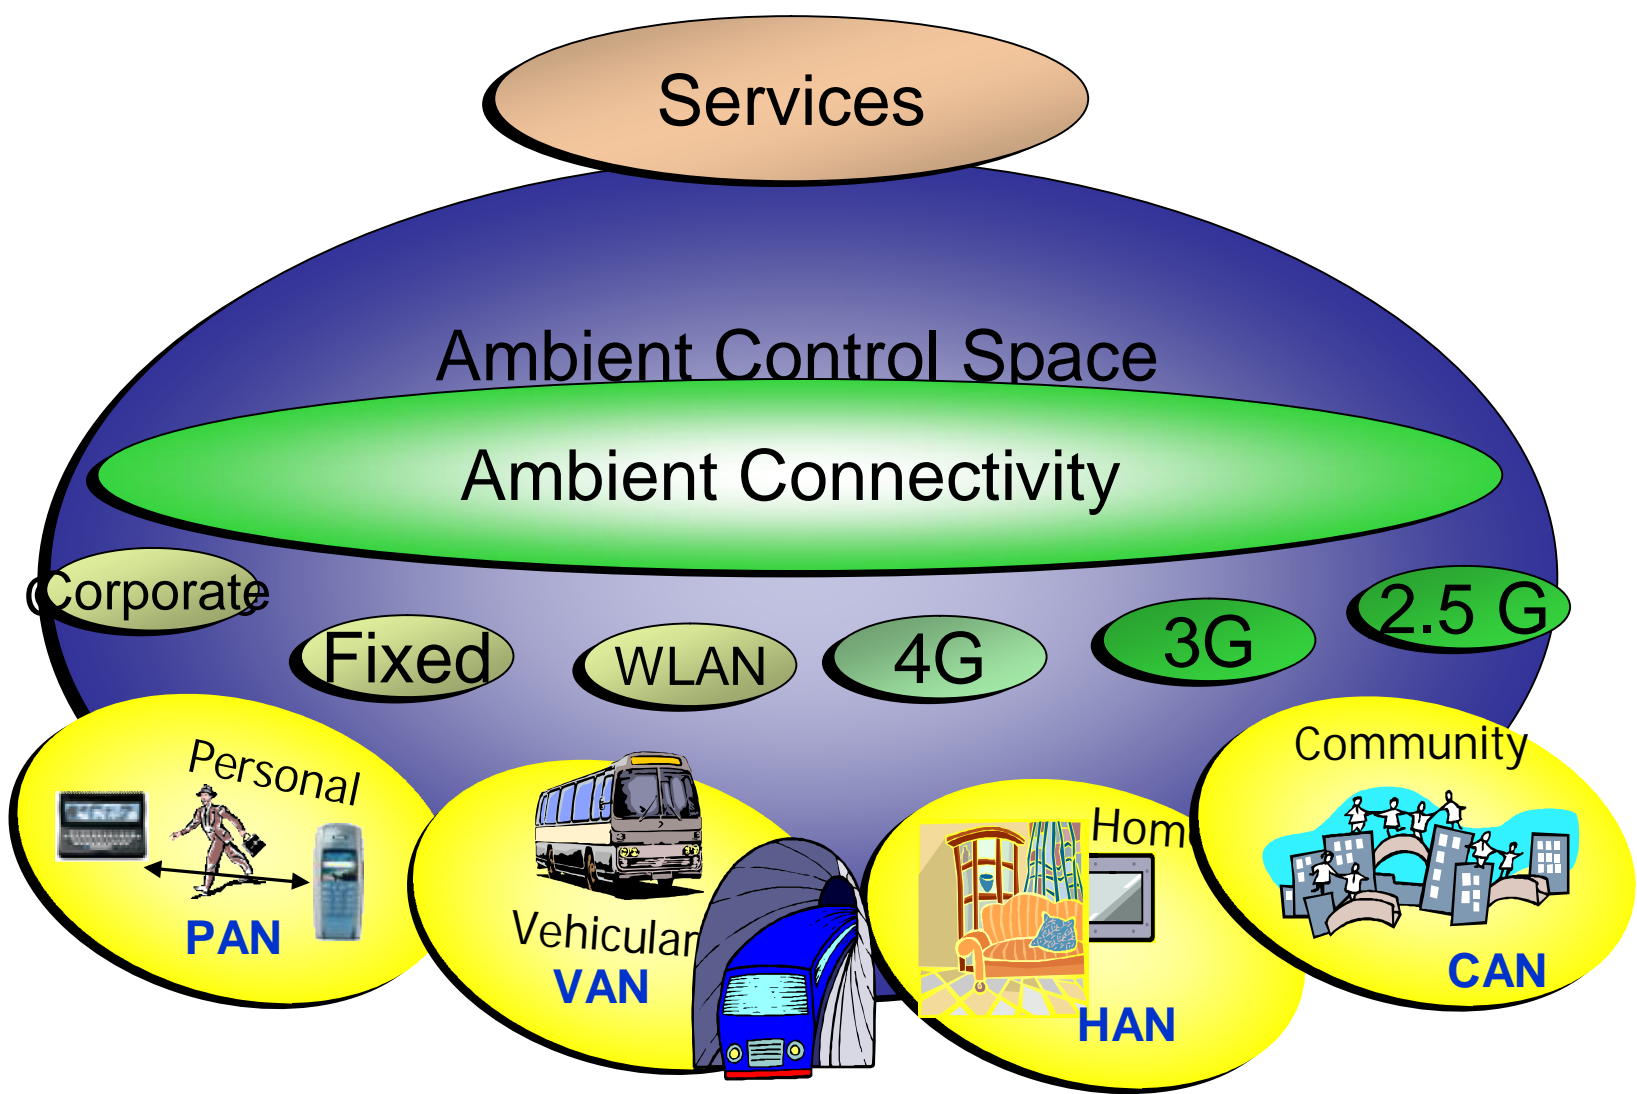 Services
Ambient Control Space
Ambient Connectivity
Corporate
Fixed
WLAN
4G
3G
2.5 G
Personal
PAN
Vehicular
VAN
Hom
HAN
Community
CAN